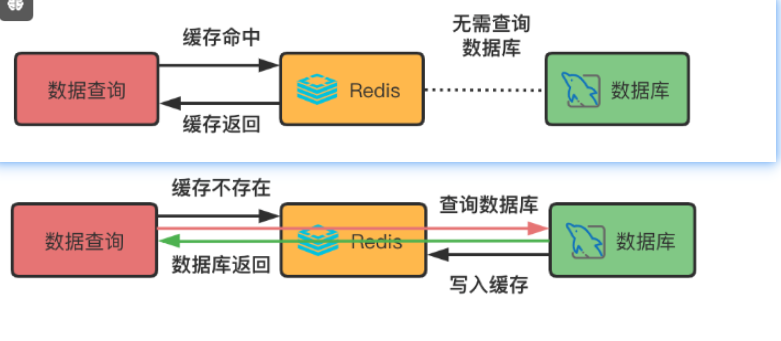 缓存命中
无需查询
数据库
数据查询
Redis
数据库
缓存返回
缓存不存在
查询数据库
数据查询
Redis
数据库
数据库返回
写入缓存